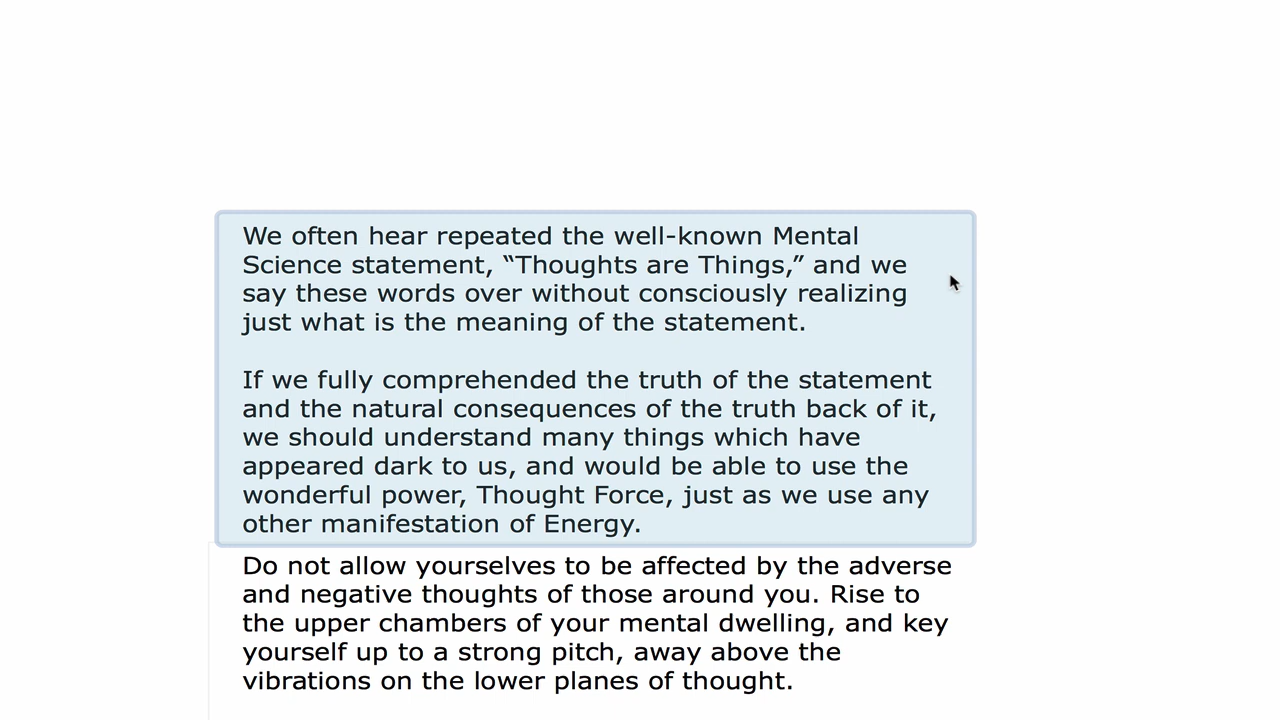 We often hear repeated the well-known Mental
Science statement, “Thoughts are Things,” and we
say these words over without consciously realizing
just what is the meaning of the statement.
If we fully comprehended the truth of the statement
and the natural consequences of the truth back of it,
we should understand many things which have
appeared dark to us, and would be able to use the
wonderful power, Thought Force, just as we use any
other manifestation of Energy.
Do not allow yourselves to be affected by the adverse
and negative thoughts of those around you. Rise to
the upper chambers of your mental dwelling, and key
yourself up to a strong pitch, away above the
vibrations on the lower planes of thought.